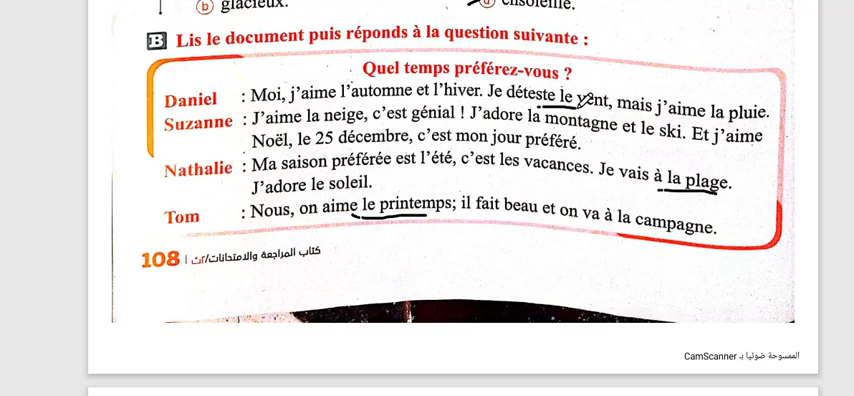 b glacieux.
d ensoleillé.
B Lis le document puis réponds à la question suivante :
Quel temps préférez-vous ?
Daniel : Moi, j'aime l'automne et l'hiver. Je déteste le vent, mais j'aime la pluie.
Suzanne : J'aime la neige, c'est génial ! J'adore la montagne et le ski. Et j'aime
Noël, le 25 décembre, c'est mon jour préféré.
Nathalie : Ma saison préférée est l'été, c'est les vacances. Je vais à la plage.
J'adore le soleil.
Tom : Nous, on aime le printemps; il fait beau et on va à la campagne.
108 | كتاب المراجعة والامتحانات/٢ث
الممسوحة ضوئيا بـ CamScanner